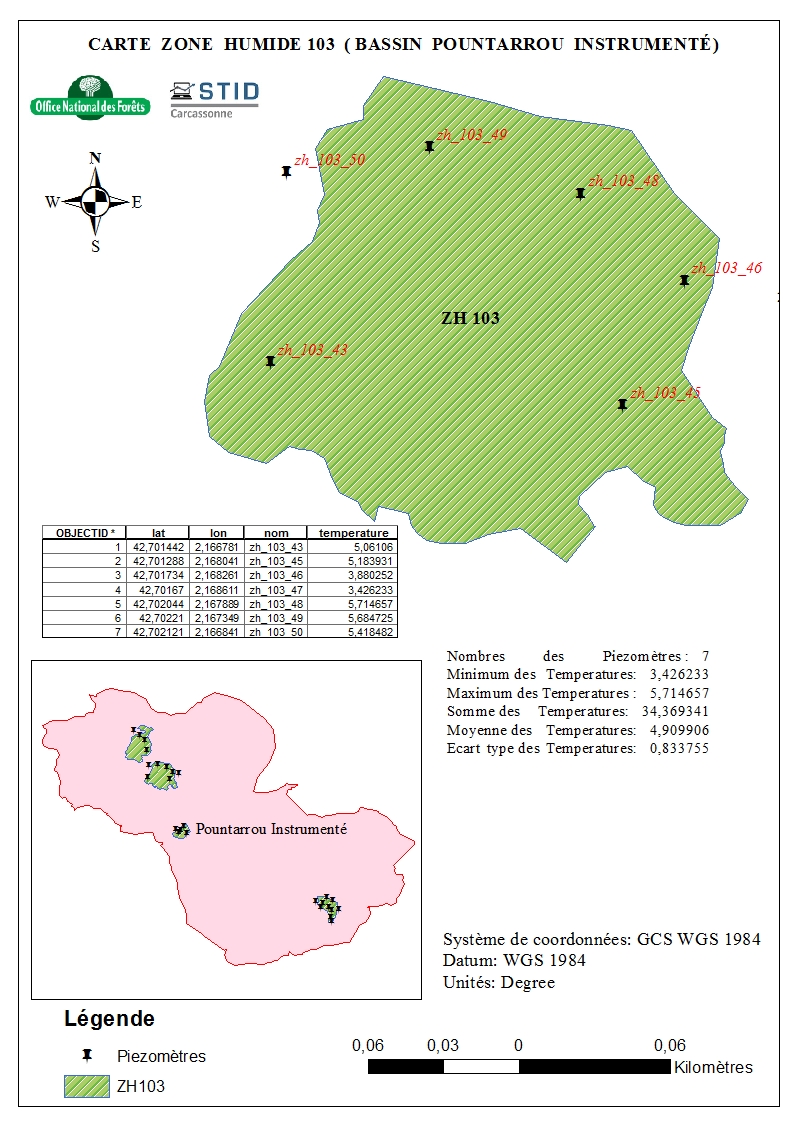 CARTE ZONE HUMIDE 103 ( BASSIN POUNTARROU INSTRUMENTÉ)
Office National des Forêts
STID
Carcassonne
N
W E
S
zh_103_49
zh_103_50
zh_103_48
zh_103_46
ZH 103
zh_103_43
zh_103_45
OBJECTID * lat lon nom temperature
1 42,701442 2,166781 zh_103_43 5,06106
2 42,701288 2,168041 zh_103_45 5,183931
3 42,701734 2,168261 zh_103_46 3,880252
4 42,70167 2,168611 zh_103_47 3,426233
5 42,702044 2,167889 zh_103_48 5,714657
6 42,70221 2,167349 zh_103_49 5,684725
7 42,702121 2,166841 zh_103_50 5,418482
Nombres des Piezomètres : 7
Minimum des Temperatures: 3,426233
Maximum des Temperatures : 5,714657
Somme des Temperatures: 34,369341
Moyenne des Temperatures: 4,909906
Ecart type des Temperatures: 0,833755
Pountarrou Instrumenté
Système de coordonnées: GCS WGS 1984
Datum: WGS 1984
Unités: Degree
Légende
Piezomètres
ZH103
0,06 0,03 0 0,06
Kilomètres